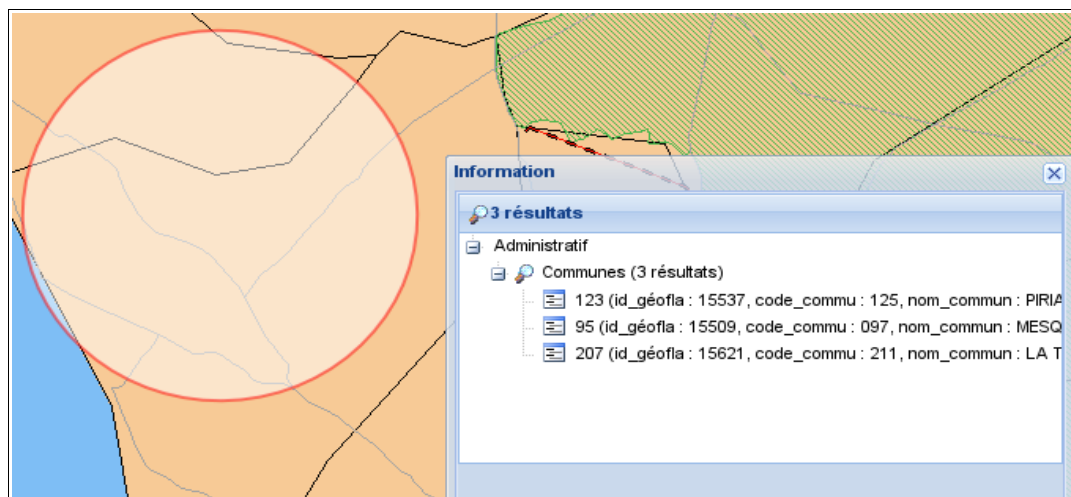 Information
3 résultats
Administratif
Communes (3 résultats)
123 (id_géofla : 15537, code_commu : 125, nom_commun : PIRIA
95 (id_géofla : 15509, code_commu : 097, nom_commun : MESQ
207 (id_géofla : 15621, code_commu : 211, nom_commun : LA T